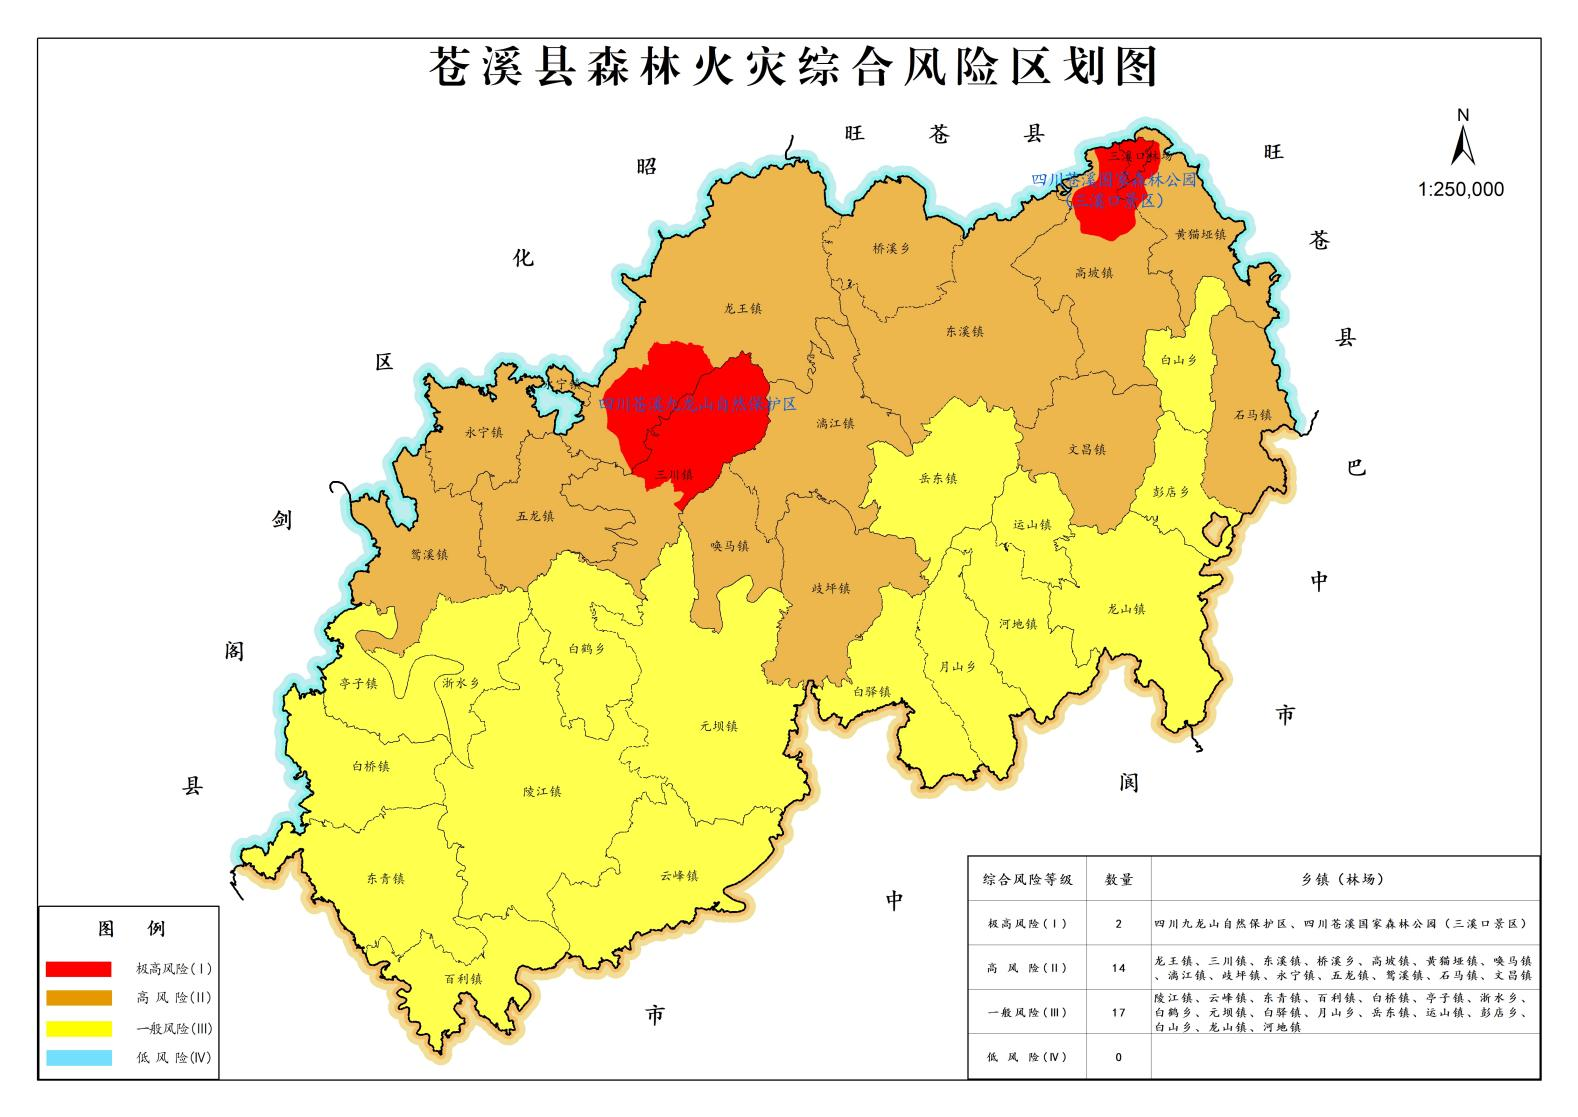 苍溪县森林火灾综合风险区划图
N
1:250,000
旺苍县
旺苍县
昭化区
剑阁县
巴中市
阆中市
三溪口林场
四川苍溪国家森林公园
（三溪口景区）
黄猫垭镇
桥溪乡
高坡镇
龙王镇
东溪镇
白山乡
永宁镇
四川苍溪九龙山自然保护区
石马镇
漓江镇
永宁镇
文昌镇
三川镇
岳东镇
彭店乡
五龙镇
运山镇
唤马镇
鸳溪镇
歧坪镇
龙山镇
河地镇
白鹤乡
月山乡
亭子镇
浙水乡
白驿镇
元坝镇
白桥镇
陵江镇
东青镇
云峰镇
百利镇
图 例
极高风险(Ⅰ)
高 风 险(Ⅱ)
一般风险(Ⅲ)
低 风 险(Ⅳ)
综合风险等级 数量 乡镇（林场）
极高风险(Ⅰ) 2 四川九龙山自然保护区、四川苍溪国家森林公园（三溪口景区）
高 风 险(Ⅱ) 14 龙王镇、三川镇、东溪镇、桥溪乡、高坡镇、黄猫垭镇、唤马镇
、漓江镇、歧坪镇、永宁镇、五龙镇、鸳溪镇、石马镇、文昌镇
一般风险(Ⅲ) 17 陵江镇、云峰镇、东青镇、百利镇、白桥镇、亭子镇、浙水乡、
白鹤乡、元坝镇、白驿镇、月山乡、岳东镇、运山镇、彭店乡、
白山乡、龙山镇、河地镇
低 风 险(Ⅳ) 0